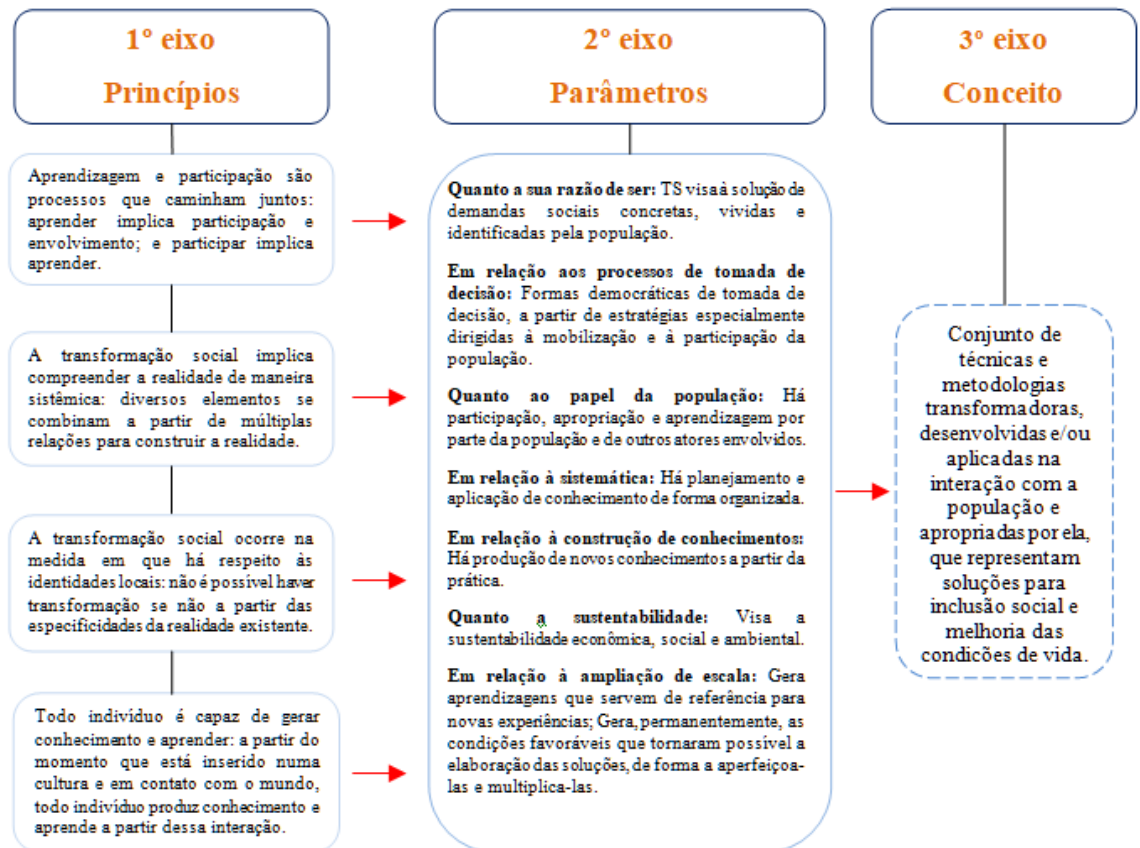 1º eixo
Princípios
Aprendizagem e participação são
processos que caminham juntos:
aprender implica participação e
envolvimento; e participar implica
aprender.
A transformação social implica
compreender a realidade de maneira
sistêmica: diversos elementos se
combinam a partir de múltiplas
relações para construir a realidade.
A transformação social ocorre na
medida em que há respeito às
identidades locais: não é possível haver
transformação se não a partir das
especificidades da realidade existente.
Todo indivíduo é capaz de gerar
conhecimento e aprender: a partir do
momento que está inserido numa
cultura e em contato com o mundo,
todo indivíduo produz conhecimento e
aprende a partir dessa interação.
2º eixo
Parâmetros
Quanto a sua razão de ser: TS visa à solução de
demandas sociais concretas, vividas e
identificadas pela população.
Em relação aos processos de tomada de
decisão: Formas democráticas de tomada de
decisão, a partir de estratégias especialmente
dirigidas à mobilização e à participação da
população.
Quanto ao papel da população: Há
participação, apropriação e aprendizagem por
parte da população e de outros atores envolvidos.
Em relação à sistemática: Há planejamento e
aplicação de conhecimento de forma organizada.
Em relação à construção de conhecimentos:
Há produção de novos conhecimentos a partir da
prática.
Quanto a sustentabilidade: Visa a
sustentabilidade econômica, social e ambiental.
Em relação à ampliação de escala: Gera
aprendizagens que servem de referência para
novas experiências; Gera, permanentemente, as
condições favoráveis que tornaram possível a
elaboração das soluções, de forma a aperfeiçoa-
las e multiplica-las.
3º eixo
Conceito
Conjunto de
técnicas e
metodologias
transformadoras,
desenvolvidas e/ou
aplicadas na
interação com a
população e
apropriadas por ela,
que representam
soluções para
inclusão social e
melhoria das
condições de vida.